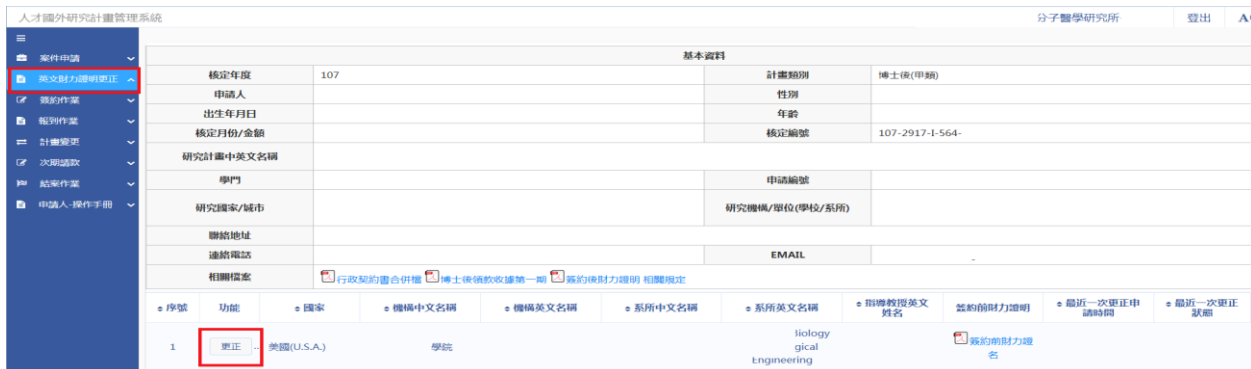 人才國外研究計畫管理系統 分子醫學研究所 登出
案件申請
英文財力證明更正
簽約作業
報到作業
計畫變更
次期請款
結案作業
申請人-操作手冊
基本資料
核定年度 107 計畫類別 博士後(甲類)
申請人 性別
出生年月日 年齡
核定月份/金額 核定編號 107-2917-I-564-
研究計畫中英文名稱
學門 申請編號
研究國家/城市 研究機構/單位(學校/系所)
聯絡地址
連絡電話 EMAIL
相關檔案 行政契約書合併檔 博士後領款收據第一期 簽約後財力證明 相關規定
序號 功能 國家 機構中文名稱 機構英文名稱 系所中文名稱 系所英文名稱 指導教授英文姓名 簽約前財力證明 最近一次更正申請時間 最近一次更正狀態
1 更正 ... 美國(U.S.A.) 學院 gical Engineering 簽約前財力證名